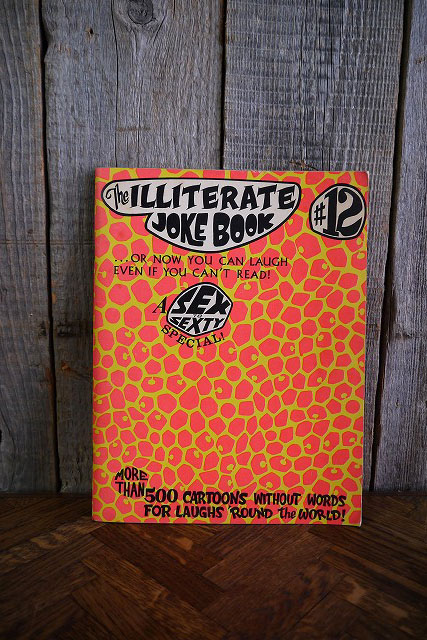 The ILLITERATE
JOKE BOOK
#12
...OR NOW YOU CAN LAUGH
EVEN IF YOU CAN'T READ!
A SEX
TO
SEXTY
SPECIAL!
MORE
THAN 500 CARTOONS WITHOUT WORDS
FOR LAUGHS 'ROUND the WORLD!